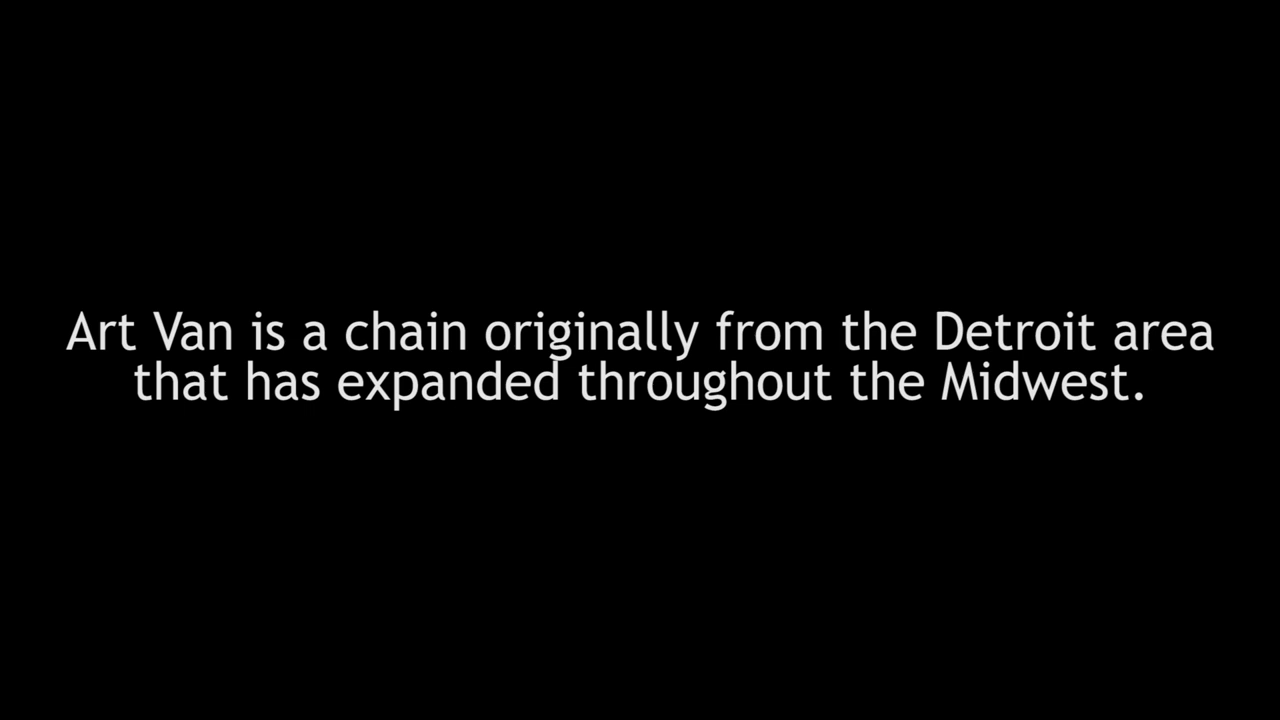 Art Van is a chain originally from the Detroit area
that has expanded throughout the Midwest.